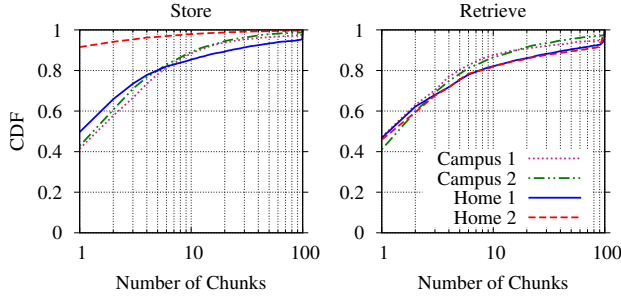 Store
Retrieve
CDF
1
0.8
0.6
0.4
0.2
0
1
10
100
Number of Chunks
1
0.8
0.6
0.4
0.2
0
Campus 1
Campus 2
Home 1
Home 2
1
10
100
Number of Chunks